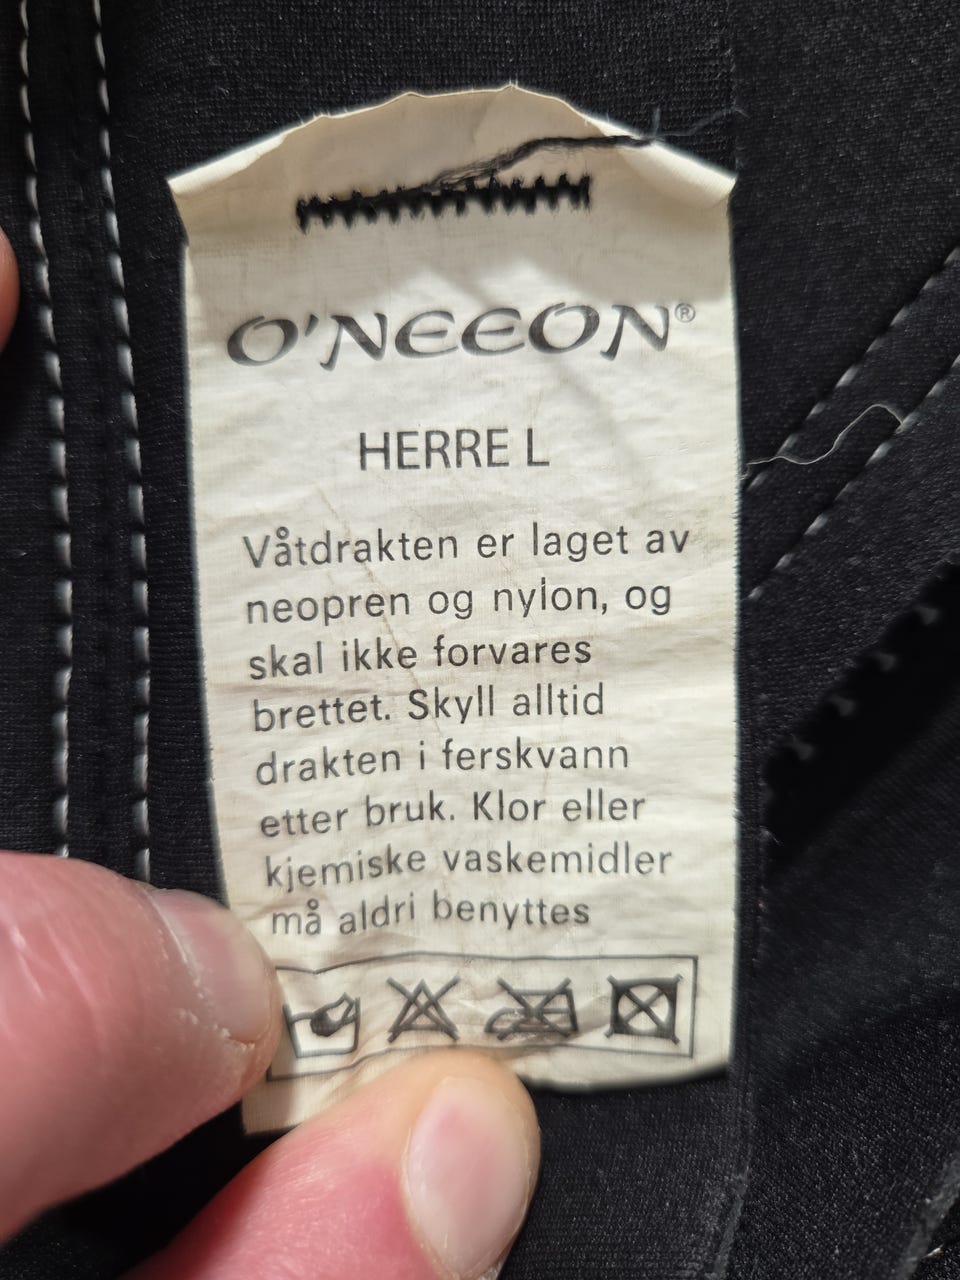 O'NEEON®
HERRE L
Våtdrakten er laget av
neopren og nylon, og
skal ikke forvares
brettet. Skyll alltid
drakten i ferskvann
etter bruk. Klor eller
kjemiske vaskemidler
må aldri benyttes